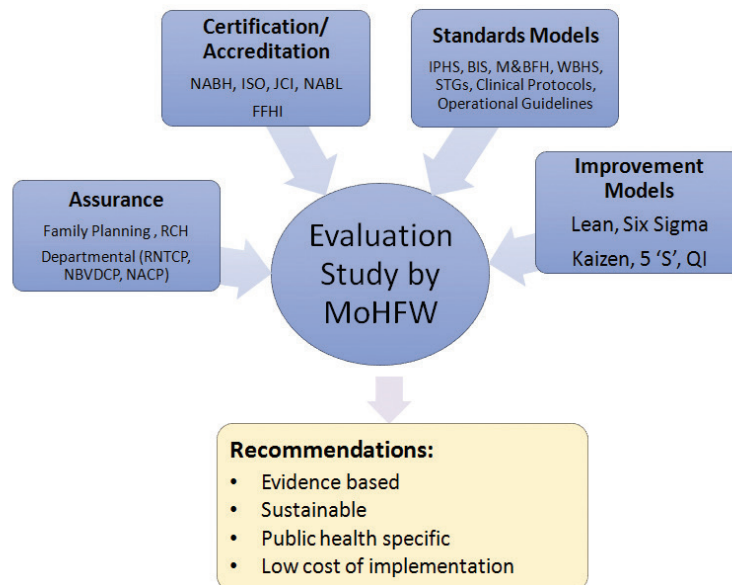 Certification/
Accreditation
NABH, ISO, JCI, NABL
FFHI
Standards Models
IPHS, BIS, M&BFH, WBHS,
STGs, Clinical Protocols,
Operational Guidelines
Assurance
Family Planning , RCH
Departmental (RNTCP,
NBVDCP, NACP)
Evaluation
Study by
MoHFW
Improvement
Models
Lean, Six Sigma
Kaizen, 5 ‘S’, QI
Recommendations:
• Evidence based
• Sustainable
• Public health specific
• Low cost of implementation